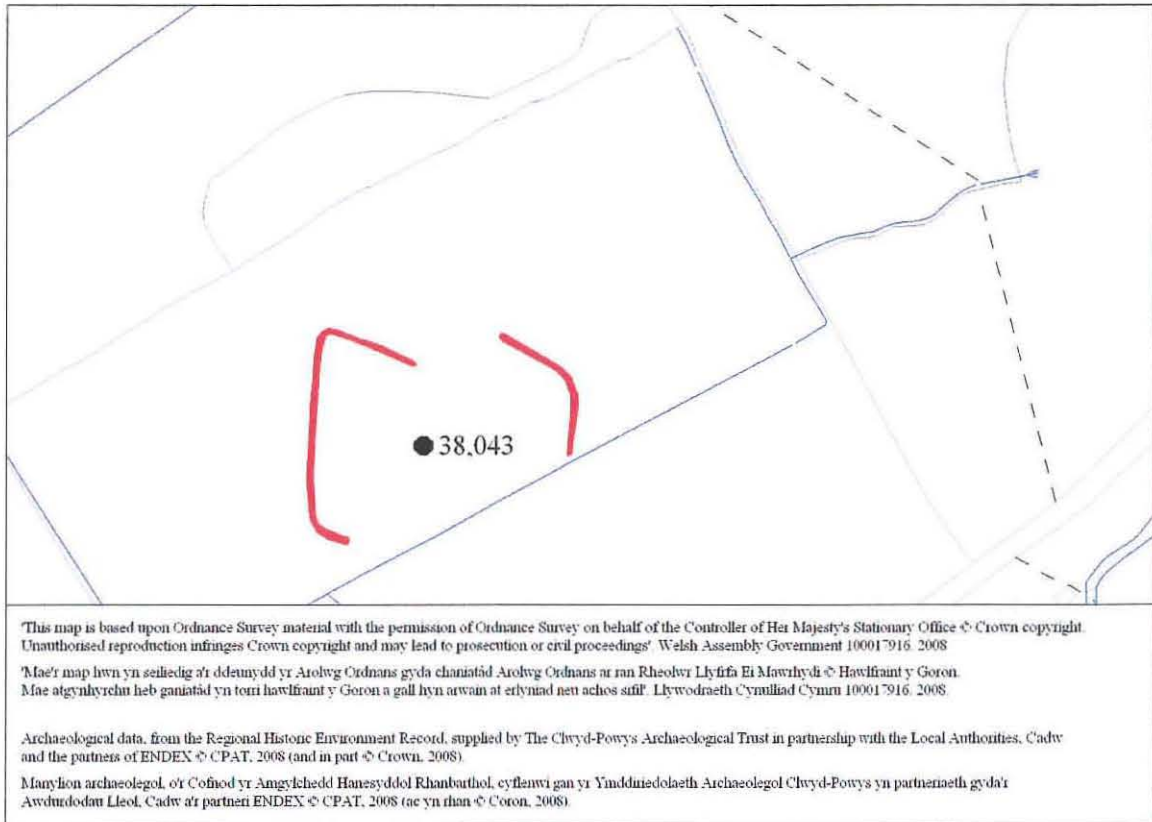 38,043
'This map is based upon Ordnance Survey material with the permission of Ordnance Survey on behalf of the Controller of Her Majesty's Stationary Office © Crown copyright.
Unauthorised reproduction infringes Crown copyright and may lead to prosecution or civil proceedings'. Welsh Assembly Government 100017916. 2008
'Mae'r map hwn yn seiliedig a'r ddeunydd yr Arolwg Ordnans gyda chaniatâd Arolwg Ordnans ar ran Rheolwr Llyfrfa Ei Mawrhydi © Hawlfraint y Goron.
Mae atgynhyrchu heb ganiatâd yn torri hawlfraint y Goron a gall hyn arwain at erlyniad neu achos sifil'. Llywodraeth Cynulliad Cymru 100017916. 2008.
Archaeological data, from the Regional Historic Environment Record, supplied by The Clwyd-Powys Archaeological Trust in partnership with the Local Authorities, Cadw
and the partners of ENDEX © CPAT, 2008 (and in part © Crown, 2008).
Manylion archaeolegol, o'r Cofnod yr Amgylchedd Hanesyddol Rhanbarthol, cyflenwi gan yr Ymddiriedolaeth Archaeolegol Clwyd-Powys yn partneriaeth gyda'r
Awdurdodau Lleol, Cadw a'r partneri ENDEX © CPAT, 2008 (ac yn rhan © Coron, 2008).